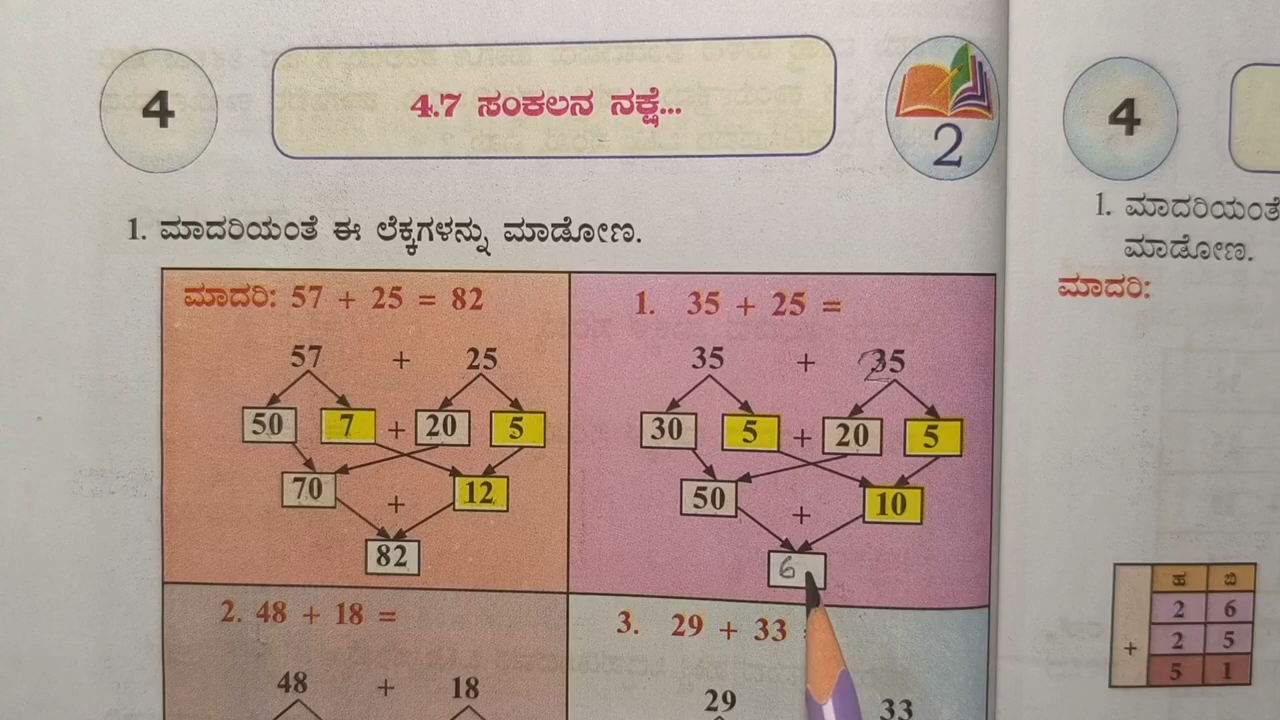 4
4.7 ಸಂಕಲನ ನಕ್ಷೆ...
2
1. ಮಾದರಿಯಂತೆ ಈ ಲೆಕ್ಕಗಳನ್ನು ಮಾಡೋಣ.
ಮಾದರಿ: 57 + 25 = 82
57 + 25
50 7 + 20 5
70 + 12
82
1. 35 + 25 =
35 + 235
30 5 + 20 5
50 + 10
6
2. 48 + 18 =
48 + 18
3. 29 + 33
29 33
4
1. ಮಾದರಿಯಂತೆ
ಮಾಡೋಣ.
ಮಾದರಿ:
ಹ ಬಿ
2 6
+ 2 5
5 1